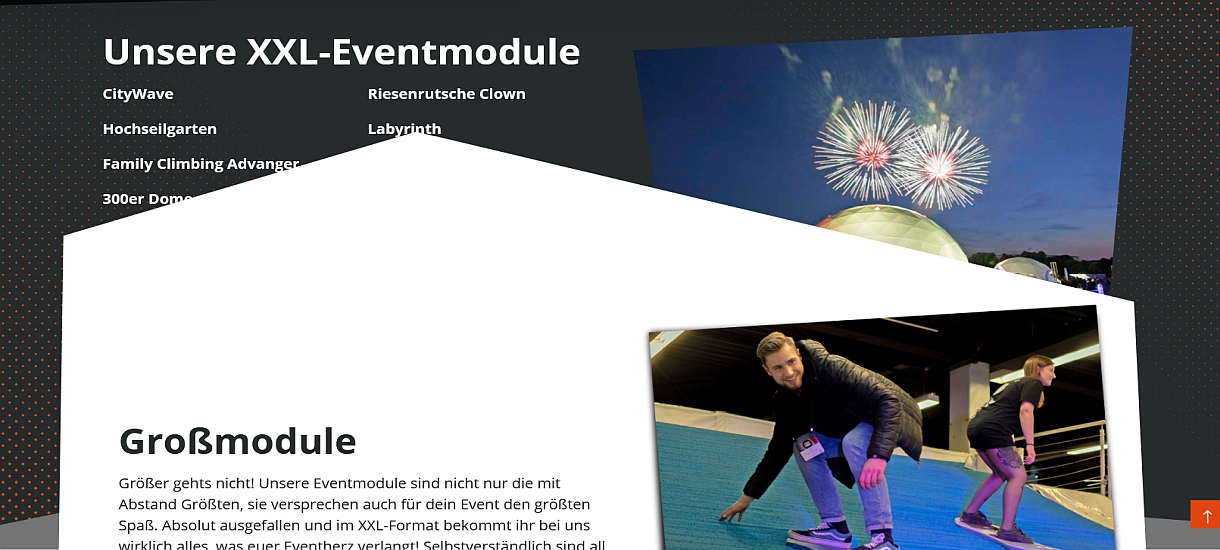 Unsere XXL-Eventmodule
CityWave
Riesenrutsche Clown
Hochseilgarten
Labyrinth
Family Climbing Advanger
300er Dome
Großmodule
Größer gehts nicht! Unsere Eventmodule sind nicht nur die mit
Abstand Größten, sie versprechen auch für dein Event den größten
Spaß. Absolut ausgefallen und im XXL-Format bekommt ihr bei uns
wirklich alles, was euer Eventherz verlangt! Selbstverständlich sind all